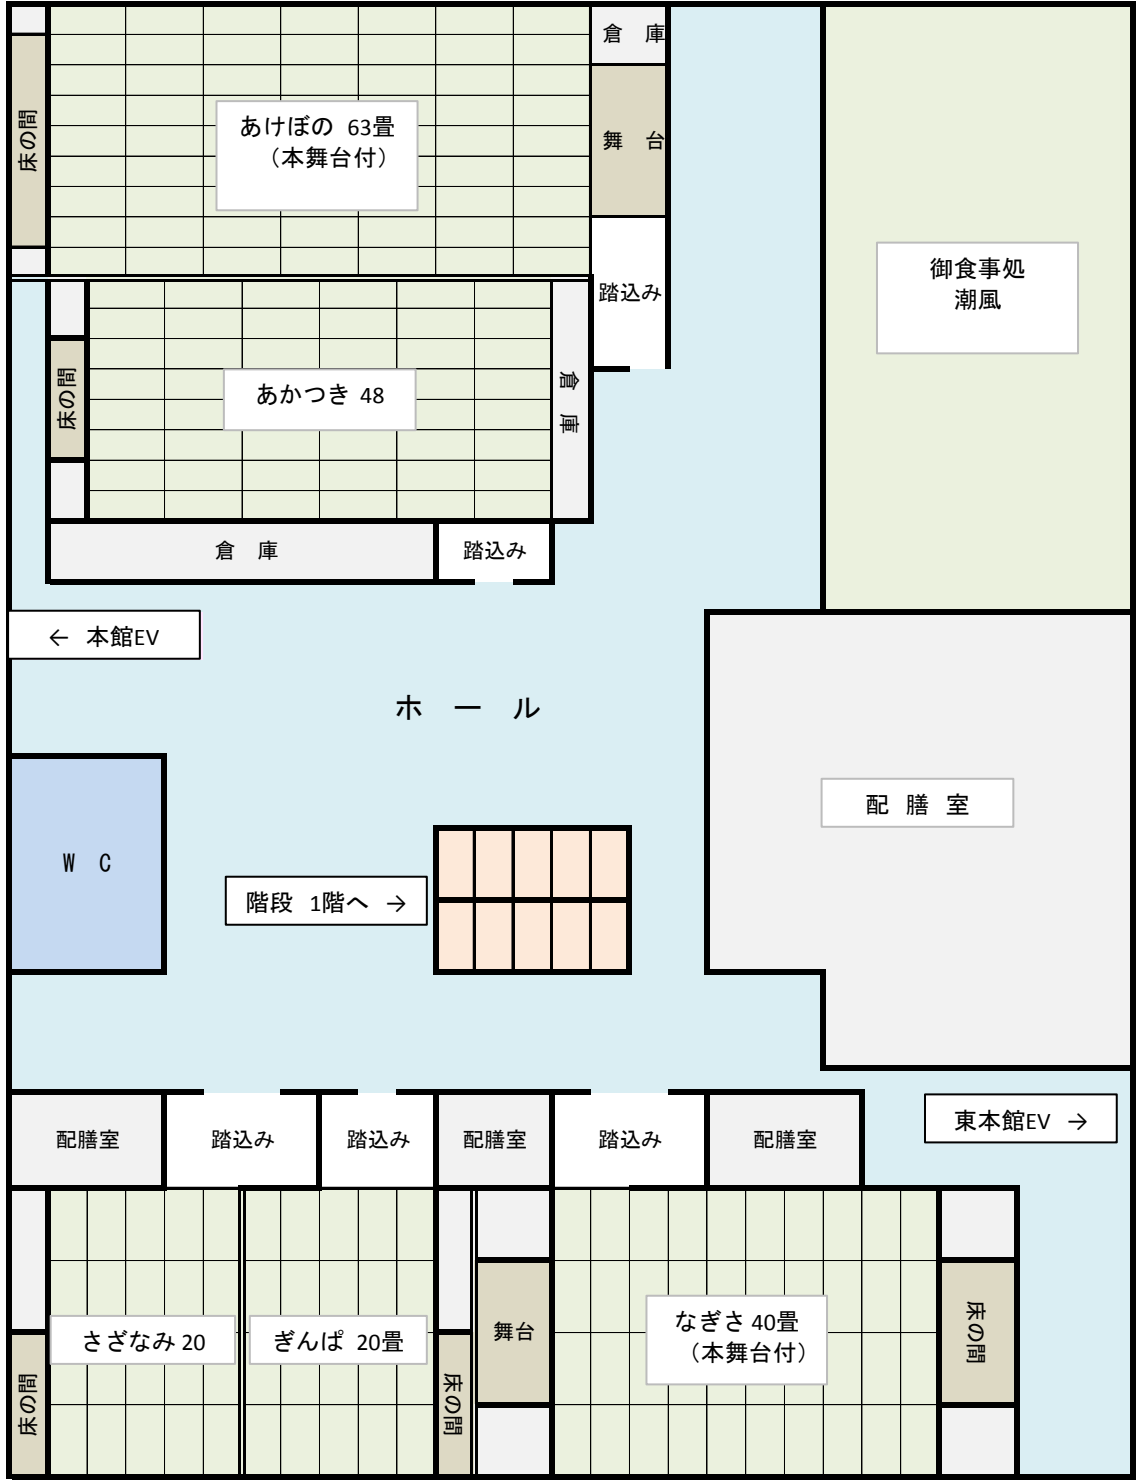 倉　庫
床の間
あけぼの 63畳
（本舞台付）
舞　台
御食事処
潮風
踏込み
床の間
あかつき 48
倉　庫
倉　庫
踏込み
← 本館EV
ホ　ー　ル
配　膳　室
W　C
階段　1階へ →
東本館EV →
配膳室
踏込み
踏込み
配膳室
踏込み
配膳室
さざなみ 20
ぎんぱ 20畳
舞台
なぎさ 40畳
（本舞台付）
床の間
床の間
床の間